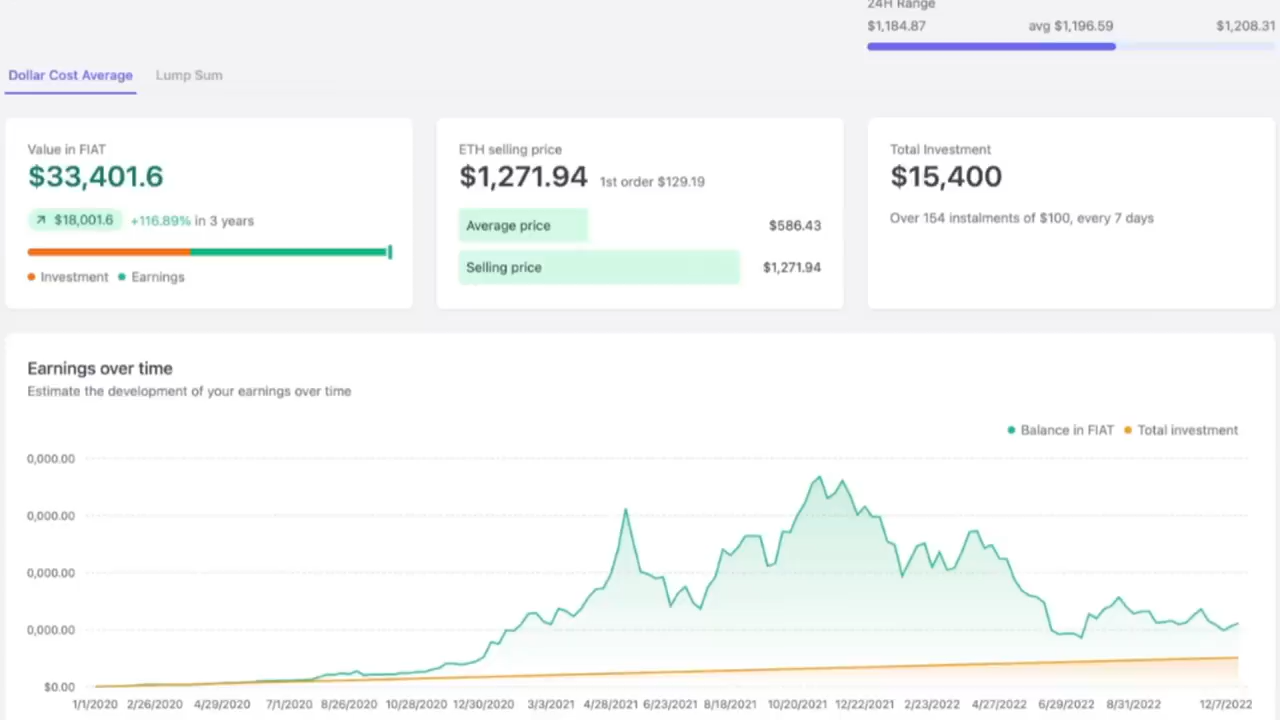 24H Range
$1,184.87 avg $1,196.59 $1,208.31
Dollar Cost Average Lump Sum
Value in FIAT
$33,401.6
$18,001.6 +116.89% in 3 years
Investment Earnings
ETH selling price
$1,271.94 1st order $129.19
Average price $586.43
Selling price $1,271.94
Total Investment
$15,400
Over 154 instalments of $100, every 7 days
Earnings over time
Estimate the development of your earnings over time
Balance in FIAT Total investment
0,000.00
0,000.00
0,000.00
0,000.00
$0.00
1/1/2020 2/26/2020 4/29/2020 7/1/2020 8/26/2020 10/28/2020 12/30/2020 3/3/2021 4/28/2021 6/23/2021 8/18/2021 10/20/2021 12/22/2021 2/23/2022 4/27/2022 6/29/2022 8/31/2022 12/7/2022